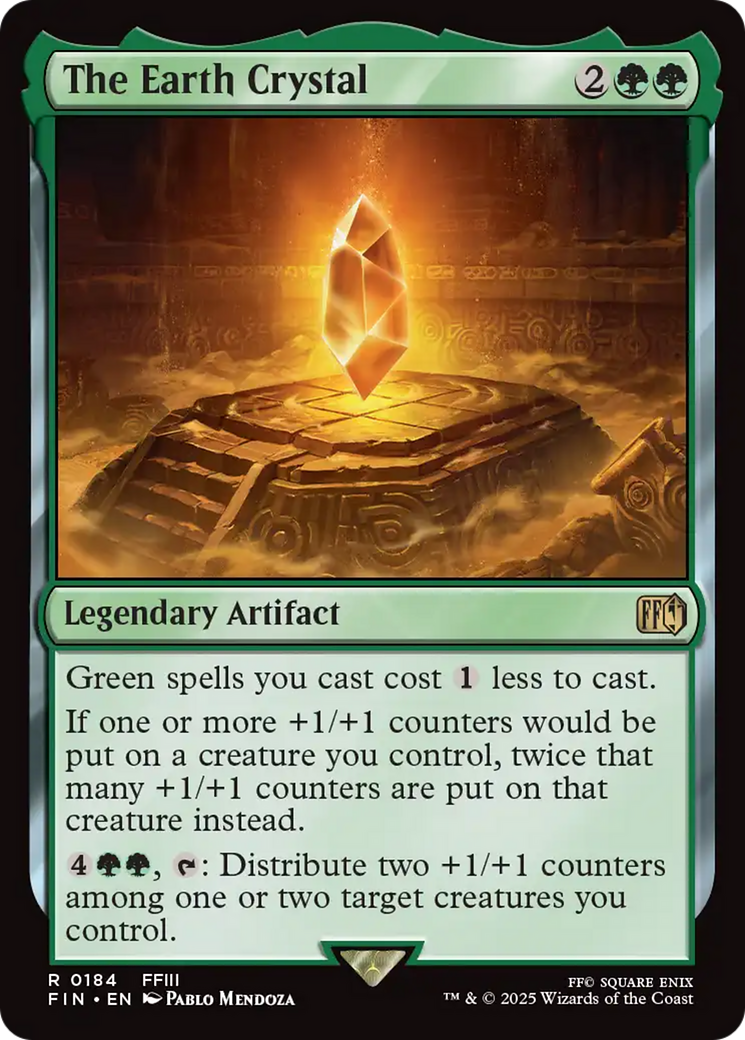 The Earth Crystal 2
Legendary Artifact FF
Green spells you cast cost 1 less to cast.
If one or more +1/+1 counters would be
put on a creature you control, twice that
many +1/+1 counters are put on that
creature instead.
4, : Distribute two +1/+1 counters
among one or two target creatures you
control.
R 0184 FFIII
FIN • EN PABLO MENDOZA
FF© SQUARE ENIX
™ & © 2025 Wizards of the Coast